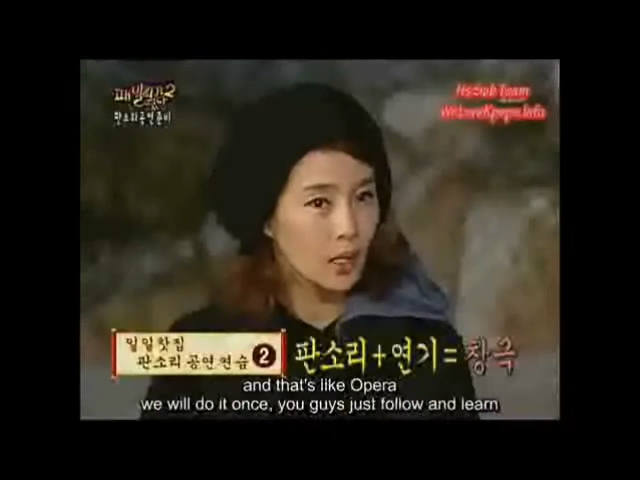 패밀리가 떴다2
판소리 공연 준비
HsSub Team
WeLoveKpopns.Info
일일찻집
판소리 공연 연습 2
판소리+연기= 창극
and that's like Opera
we will do it once, you guys just follow and learn